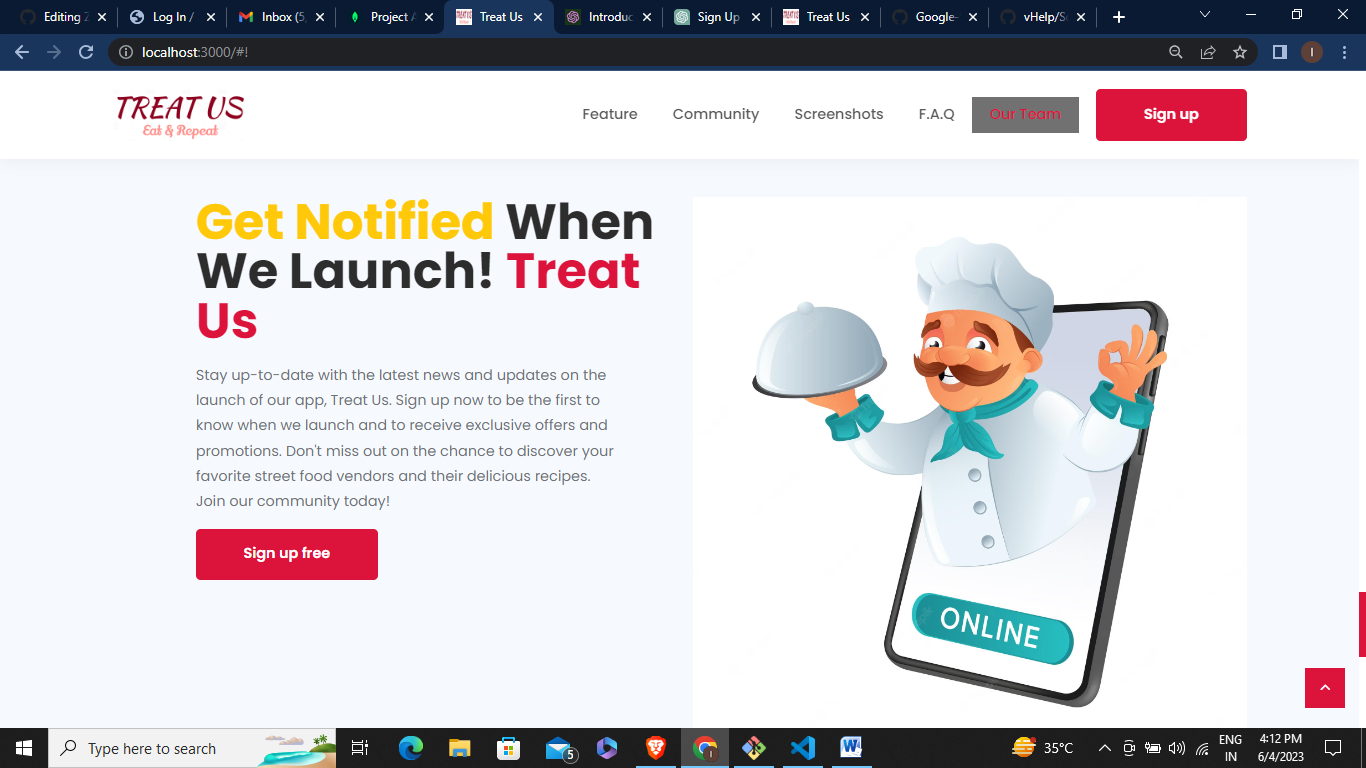 Editing 2
Log In /
Inbox (5,
Project A
Treat Us
Introduc
Sign Up
Treat Us
Google-
vHelp/So
localhost:3000/#!
I
TREAT US
Eat & Repeat
Feature
Community
Screenshots
F.A.Q
Our Team
Sign up
Get Notified When
We Launch! Treat
Us
Stay up-to-date with the latest news and updates on the
launch of our app, Treat Us. Sign up now to be the first to
know when we launch and to receive exclusive offers and
promotions. Don't miss out on the chance to discover your
favorite street food vendors and their delicious recipes.
Join our community today!
Sign up free
ONLINE
Type here to search
5
35°C
ENG
IN
4:12 PM
6/4/2023